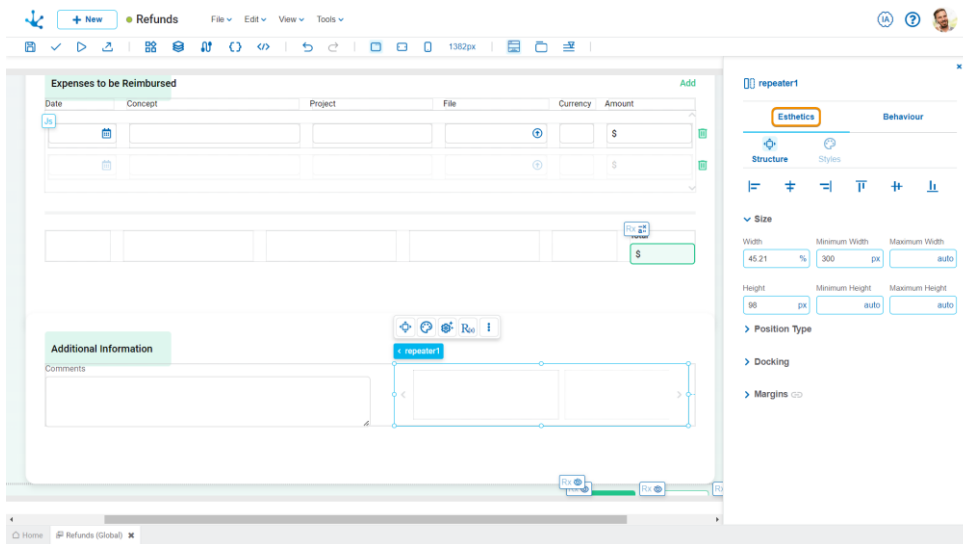 + New
Refunds
File
Edit
View
Tools
IA
?
1382px
Expenses to be Reimbursed
Add
Date Concept Project File Currency Amount
Js
$
$
Rx
$
Additional Information
R(x)
repeater1
Comments
Rx
Rx Rx
repeater1
Esthetics Behaviour
Structure Styles
Size
Width Minimum Width Maximum Width
45.21 % 300 px auto
Height Minimum Height Maximum Height
98 px auto auto
Position Type
Docking
Margins
Home Refunds (Global)